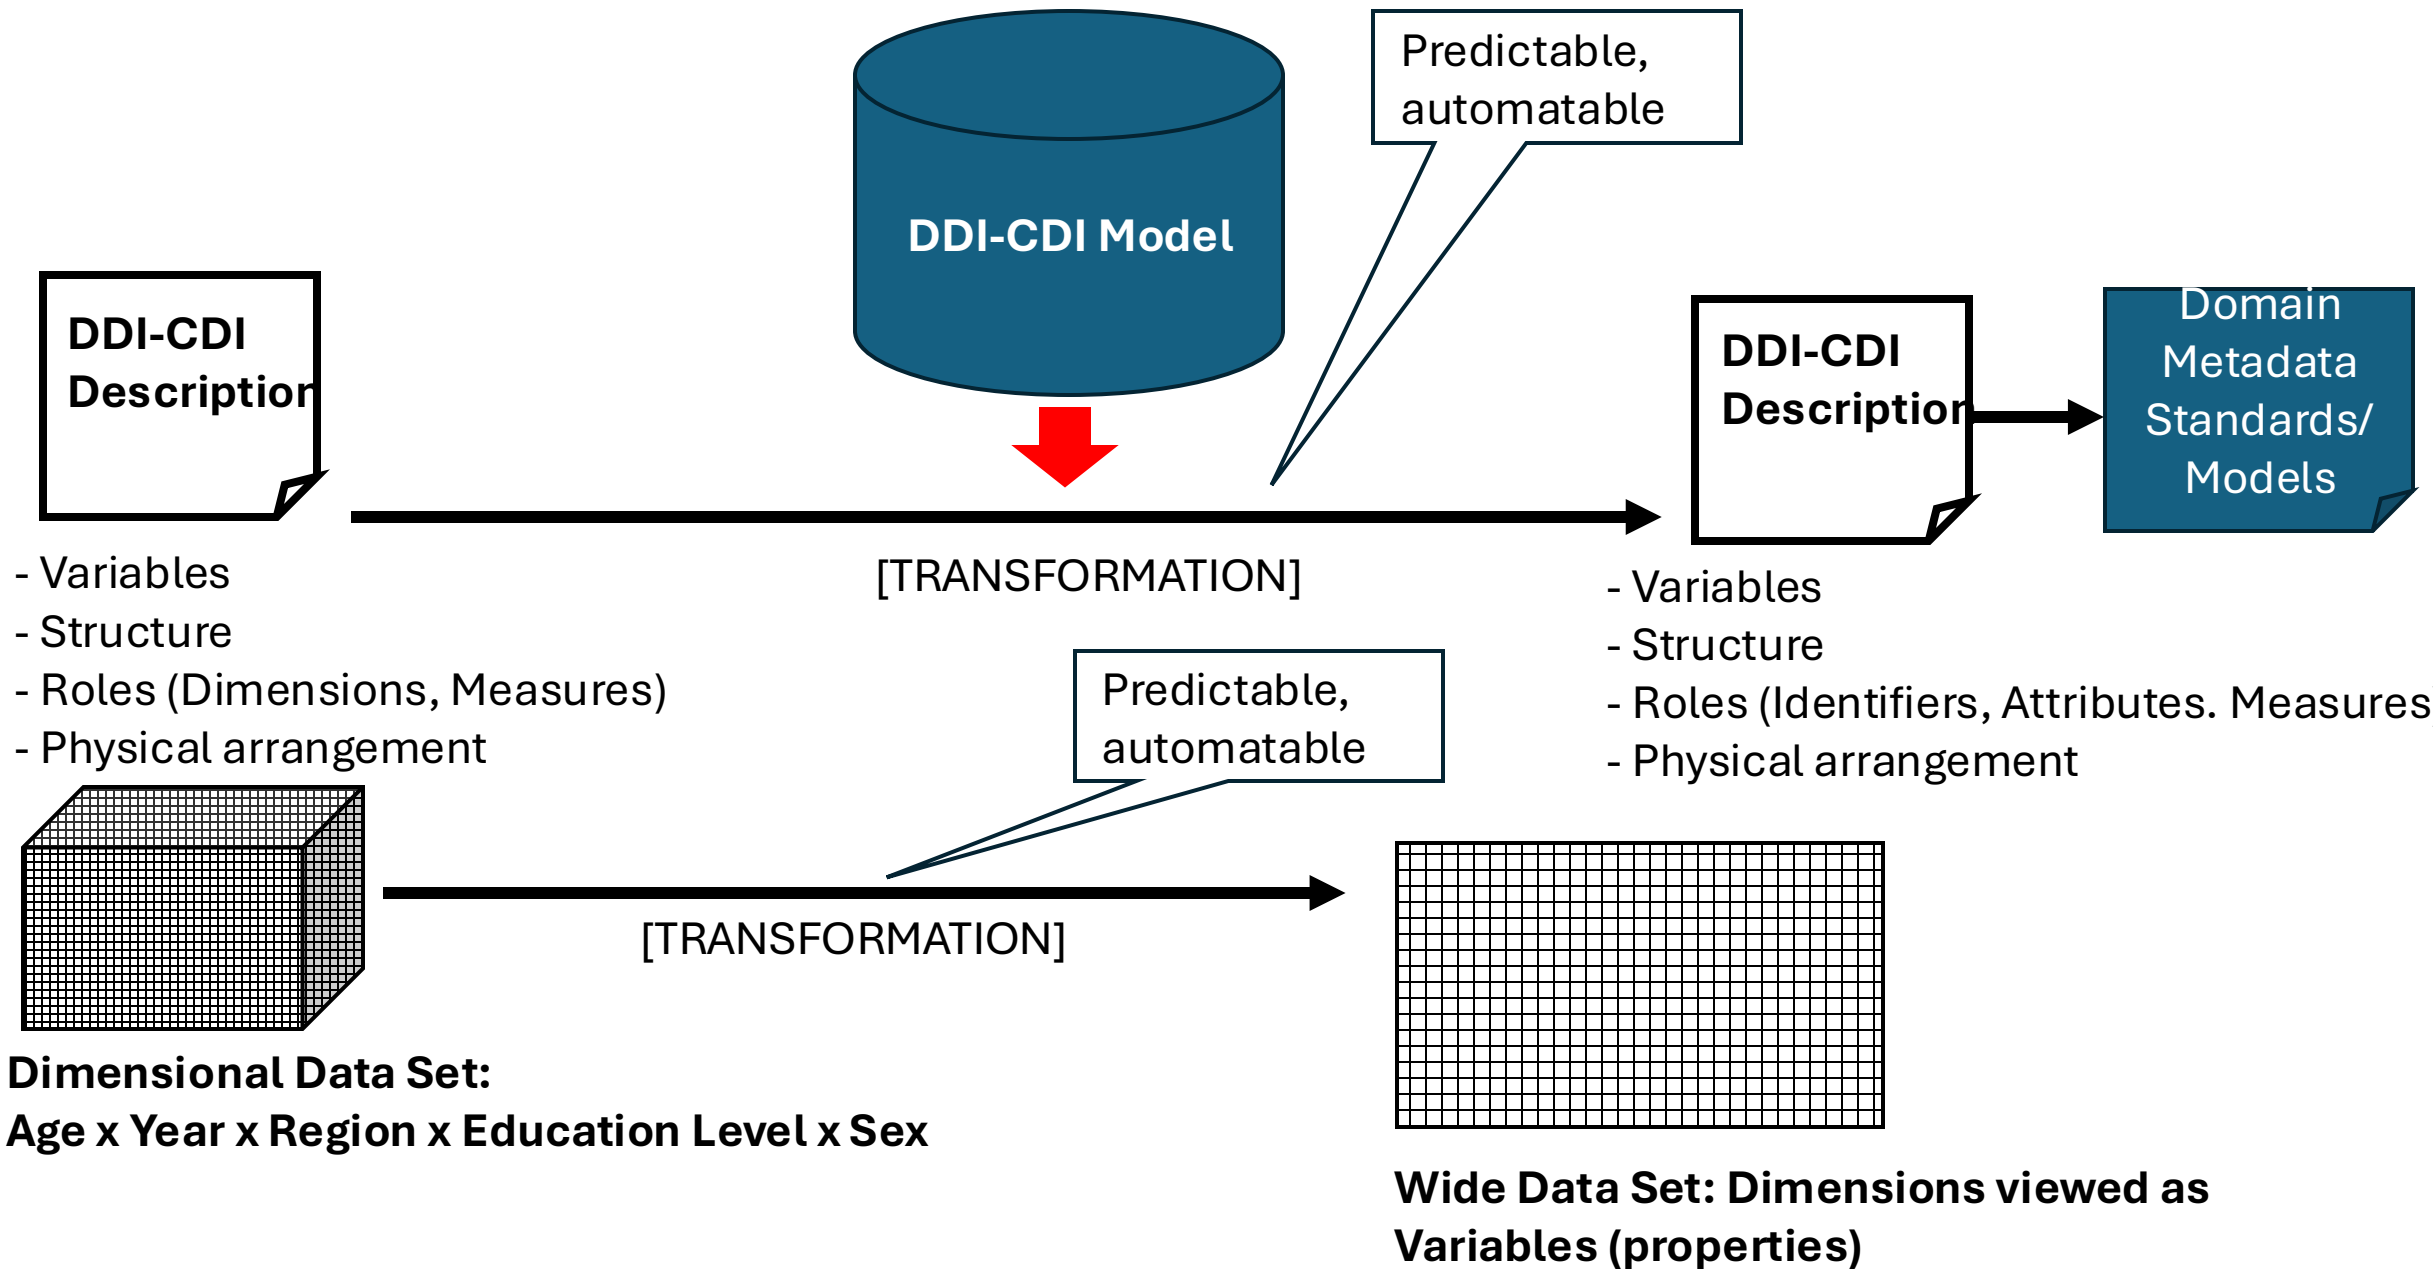 Predictable,
automatable
DDI-CDI Model
DDI-CDI
Description
DDI-CDI
Description
Domain
Metadata
Standards/
Models
[TRANSFORMATION]
- Variables
- Structure
- Roles (Dimensions, Measures)
- Physical arrangement
- Variables
- Structure
- Roles (Identifiers, Attributes. Measures
- Physical arrangement
Predictable,
automatable
[TRANSFORMATION]
Dimensional Data Set:
Age x Year x Region x Education Level x Sex
Wide Data Set: Dimensions viewed as
Variables (properties)